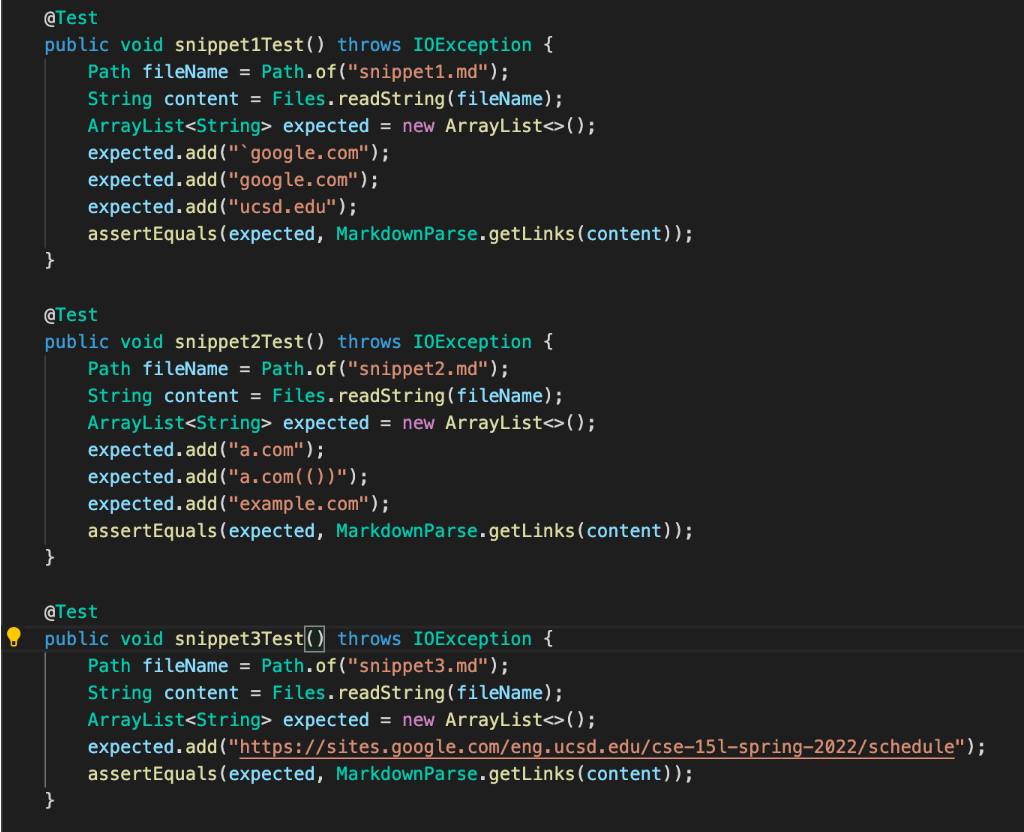 @Test
public void snippet1Test() throws IOException {
    Path fileName = Path.of("snippet1.md");
    String content = Files.readString(fileName);
    ArrayList<String> expected = new ArrayList<>();
    expected.add("`google.com");
    expected.add("google.com");
    expected.add("ucsd.edu");
    assertEquals(expected, MarkdownParse.getLinks(content));
}
@Test
public void snippet2Test() throws IOException {
    Path fileName = Path.of("snippet2.md");
    String content = Files.readString(fileName);
    ArrayList<String> expected = new ArrayList<>();
    expected.add("a.com");
    expected.add("a.com(())");
    expected.add("example.com");
    assertEquals(expected, MarkdownParse.getLinks(content));
}
@Test
public void snippet3Test() throws IOException {
    Path fileName = Path.of("snippet3.md");
    String content = Files.readString(fileName);
    ArrayList<String> expected = new ArrayList<>();
    expected.add("https://sites.google.com/eng.ucsd.edu/cse-15l-spring-2022/schedule");
    assertEquals(expected, MarkdownParse.getLinks(content));
}